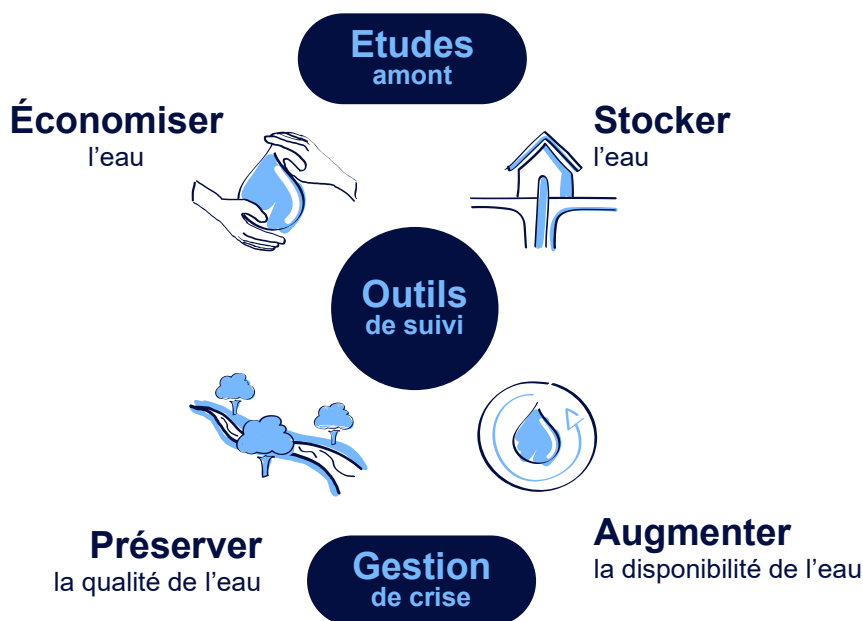 Etudes
amont
Économiser
l’eau
Stocker
l’eau
Outils
de suivi
Préserver
la qualité de l’eau
Augmenter
la disponibilité de l’eau
Gestion
de crise